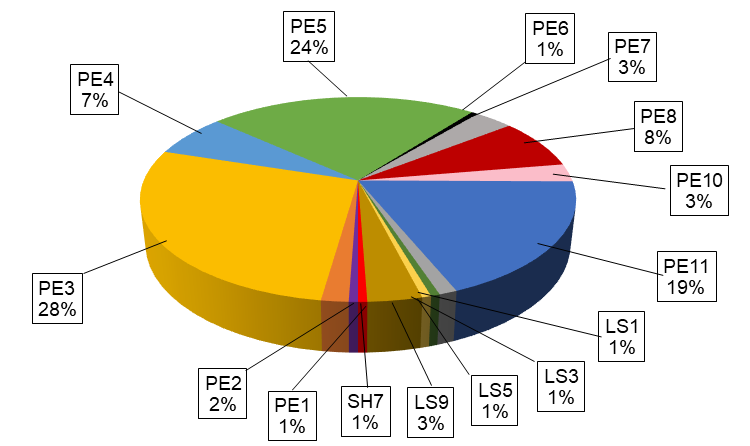 PE5
24%
PE6
1%
PE7
3%
PE4
7%
PE8
8%
PE10
3%
PE11
19%
PE3
28%
LS1
1%
LS3
1%
LS5
1%
LS9
3%
SH7
1%
PE1
1%
PE2
2%